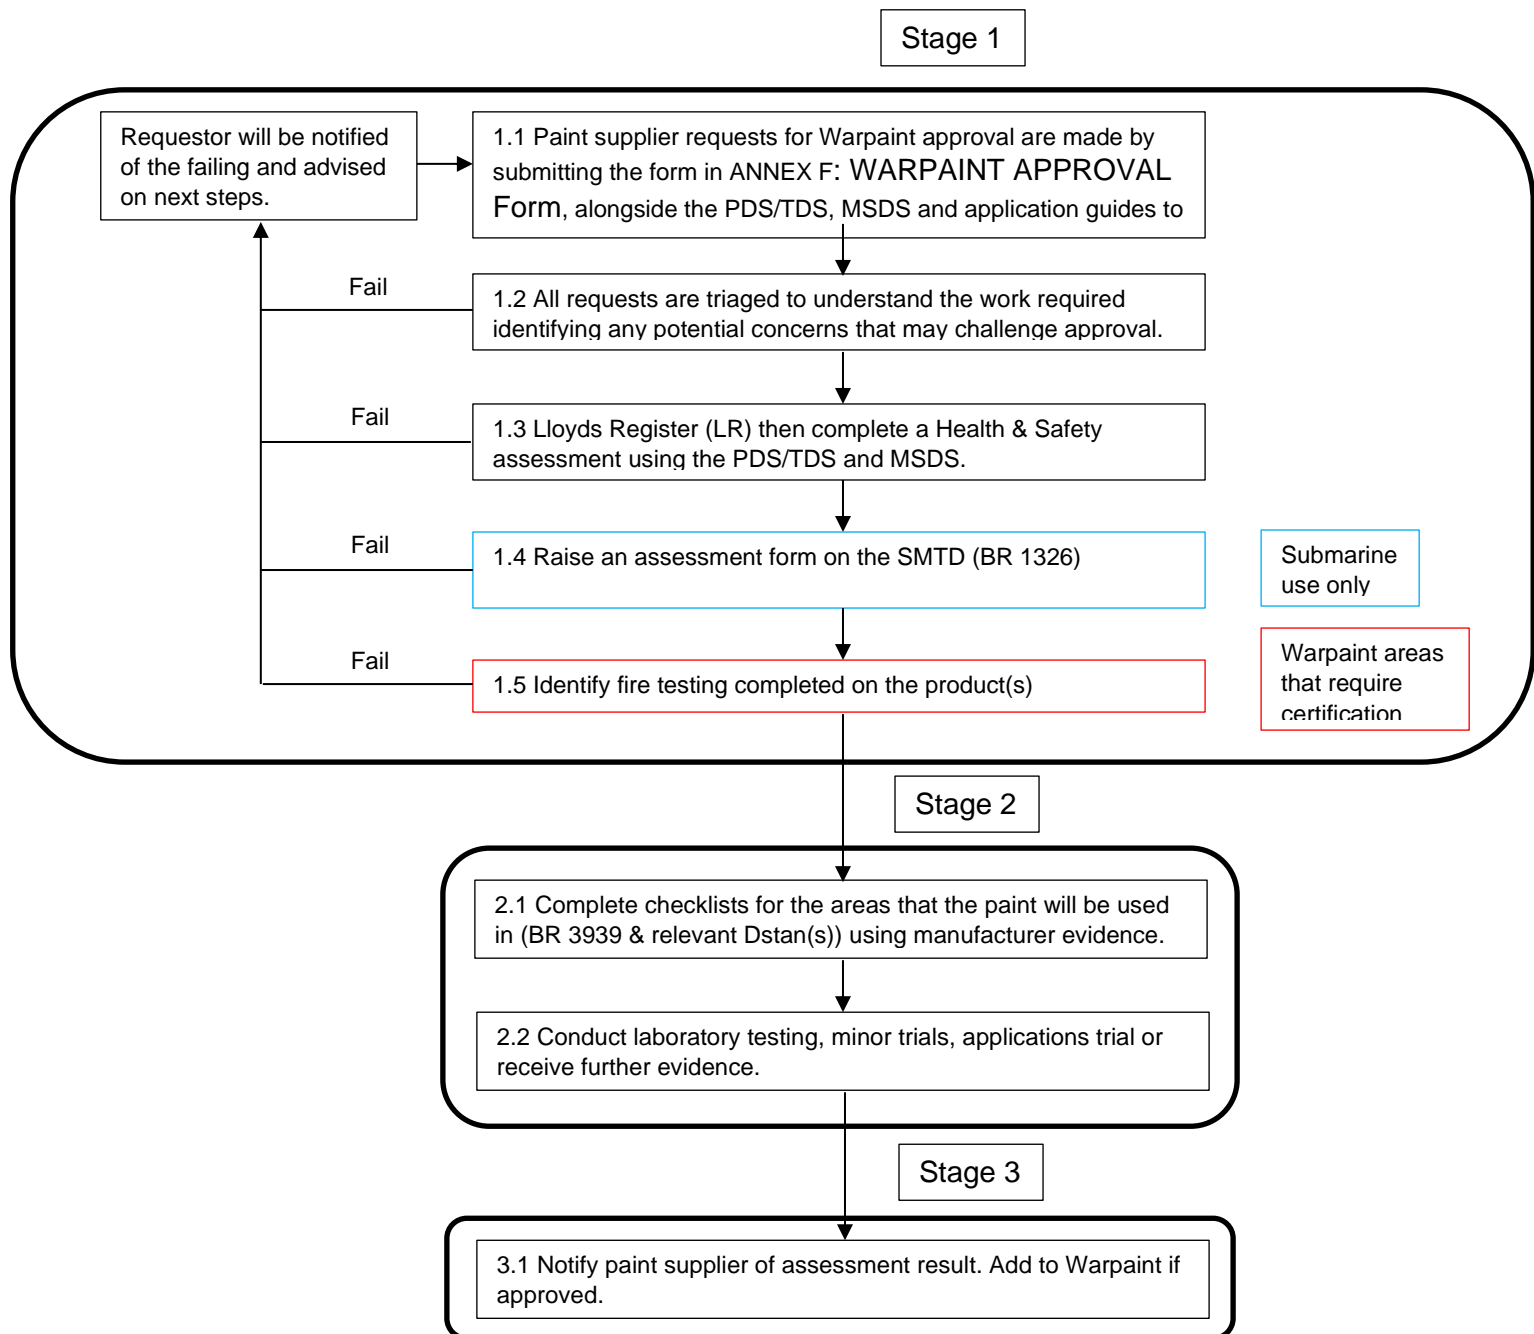 Stage 1
Requestor will be notified
of the failing and advised
on next steps.
1.1 Paint supplier requests for Warpaint approval are made by
submitting the form in ANNEX F: WARPAINT APPROVAL
Form, alongside the PDS/TDS, MSDS and application guides to
Fail
1.2 All requests are triaged to understand the work required
identifying any potential concerns that may challenge approval.
Fail
1.3 Lloyds Register (LR) then complete a Health & Safety
assessment using the PDS/TDS and MSDS.
Fail
1.4 Raise an assessment form on the SMTD (BR 1326)
Submarine
use only
Fail
1.5 Identify fire testing completed on the product(s)
Warpaint areas
that require
certification
Stage 2
2.1 Complete checklists for the areas that the paint will be used
in (BR 3939 & relevant Dstan(s)) using manufacturer evidence.
2.2 Conduct laboratory testing, minor trials, applications trial or
receive further evidence.
Stage 3
3.1 Notify paint supplier of assessment result. Add to Warpaint if
approved.